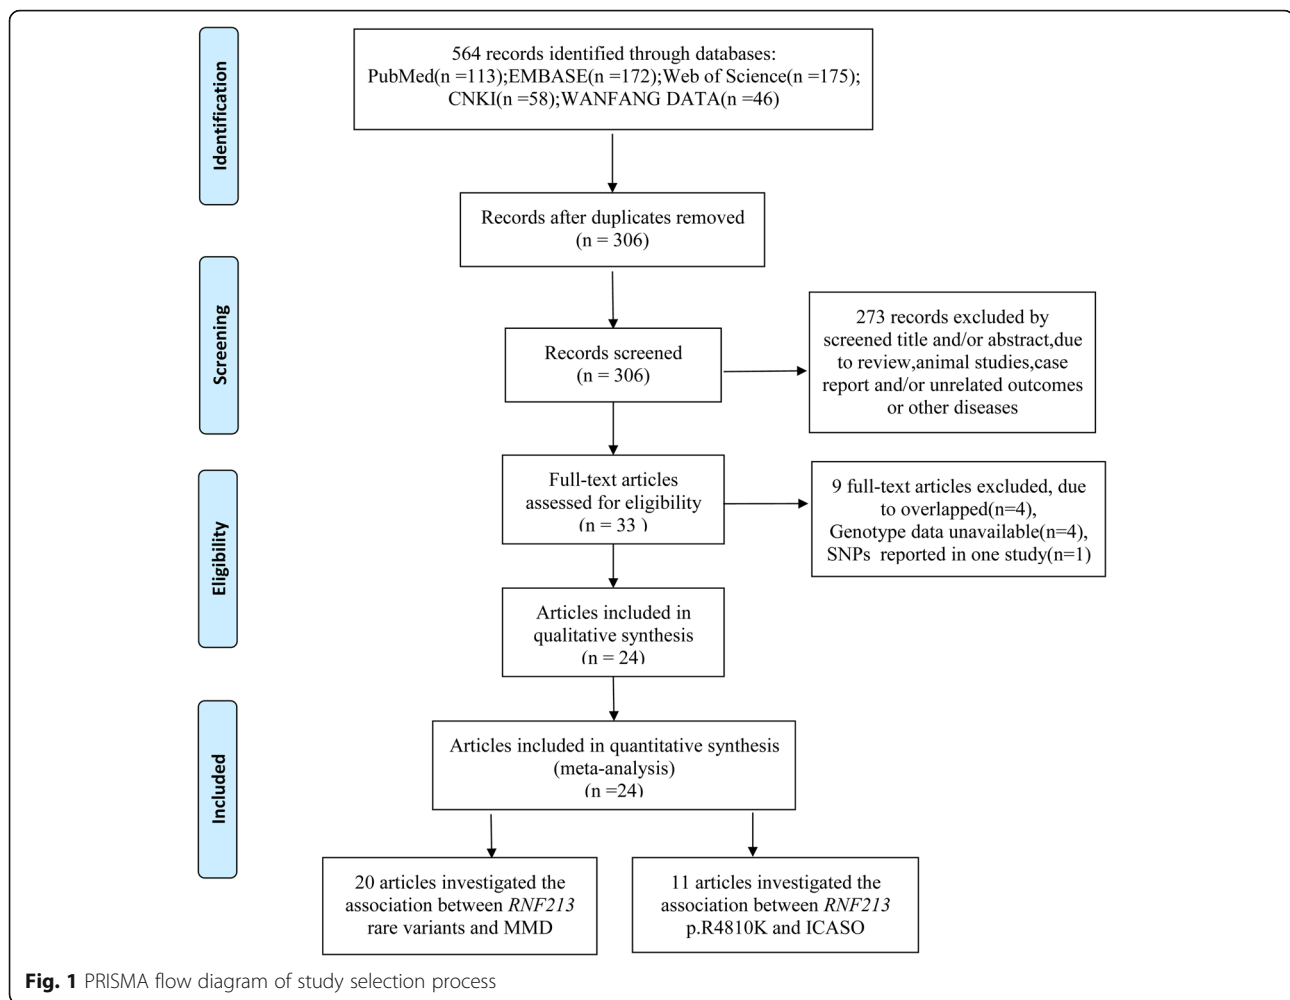 Identification
564 records identified through databases:
PubMed(n =113);EMBASE(n =172);Web of Science(n =175);
CNKI(n =58);WANFANG DATA(n =46)
Records after duplicates removed
(n = 306)
Screening
Records screened
(n = 306)
273 records excluded by
screened title and/or abstract,due
to review,animal studies,case
report and/or unrelated outcomes
or other diseases
Eligibility
Full-text articles
assessed for eligibility
(n = 33 )
9 full-text articles excluded, due
to overlapped(n=4),
Genotype data unavailable(n=4),
SNPs reported in one study(n=1)
Articles included in
qualitative synthesis
(n = 24)
Included
Articles included in quantitative synthesis
(meta-analysis)
(n =24)
20 articles investigated the
association between RNF213
rare variants and MMD
11 articles investigated the
association between RNF213
p.R4810K and ICASO
Fig. 1 PRISMA flow diagram of study selection process